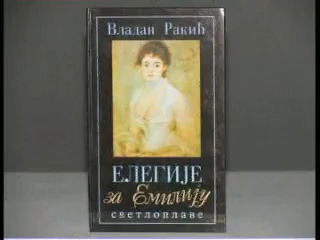 Владан Ракић
ЕЛЕГИЈЕ
за Емилију
светлоплаве